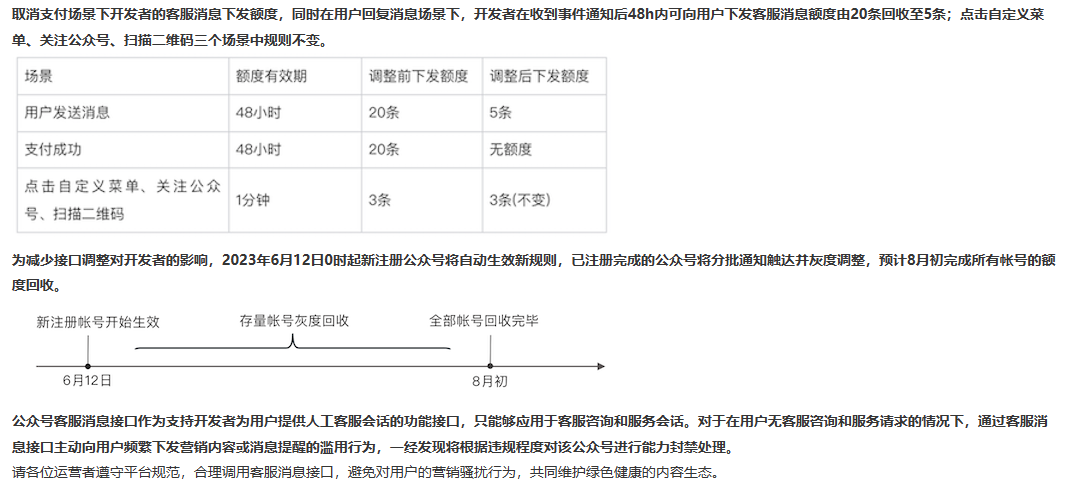 取消支付场景下开发者的客服消息下发额度，同时在用户回复消息场景下，开发者在收到事件通知后48h内可向用户下发客服消息额度由20条回收至5条；点击自定义菜
单、关注公众号、扫描二维码三个场景中规则不变。
场景 额度有效期 调整前下发额度 调整后下发额度
用户发送消息 48小时 20条 5条
支付成功 48小时 20条 无额度
点击自定义菜单、关注公众
号、扫描二维码 1分钟 3条 3条(不变)
为减少接口调整对开发者的影响，2023年6月12日0时起新注册公众号将自动生效新规则，已注册完成的公众号将分批通知触达并灰度调整，预计8月初完成所有帐号的额
度回收。
新注册帐号开始生效 存量帐号灰度回收 全部帐号回收完毕
6月12日 8月初
公众号客服消息接口作为支持开发者为用户提供人工客服会话的功能接口，只能够应用于客服咨询和服务会话。对于在用户无客服咨询和服务请求的情况下，通过客服消
息接口主动向用户频繁下发营销内容或消息提醒的滥用行为，一经发现将根据违规程度对该公众号进行能力封禁处理。
请各位运营者遵守平台规范，合理调用客服消息接口，避免对用户的营销骚扰行为，共同维护绿色健康的内容生态。